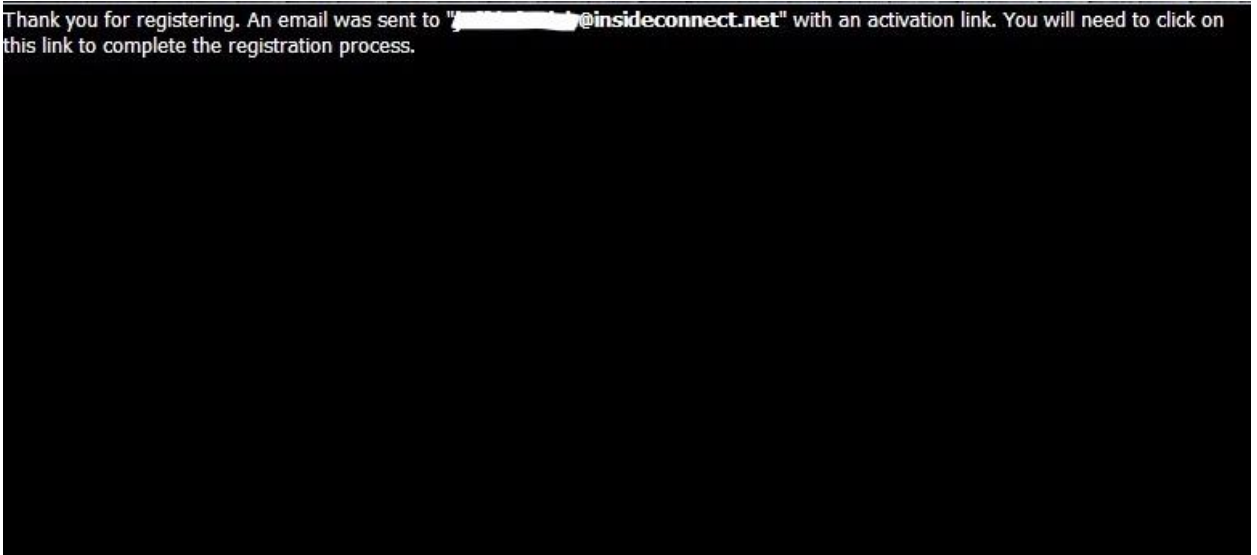 Thank you for registering. An email was sent to "@insideconnect.net" with an activation link. You will need to click on
this link to complete the registration process.